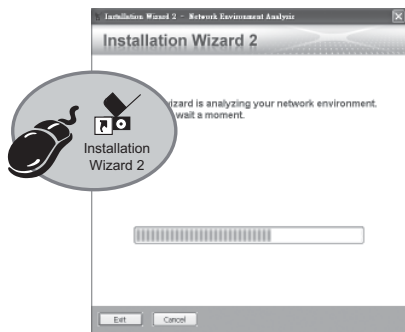 Installation Wizard 2 - Network Environment Analysis
Installation Wizard 2
izard is analyzing your network environment.
wait a moment.
Installation
Wizard 2
Exit
Cancel